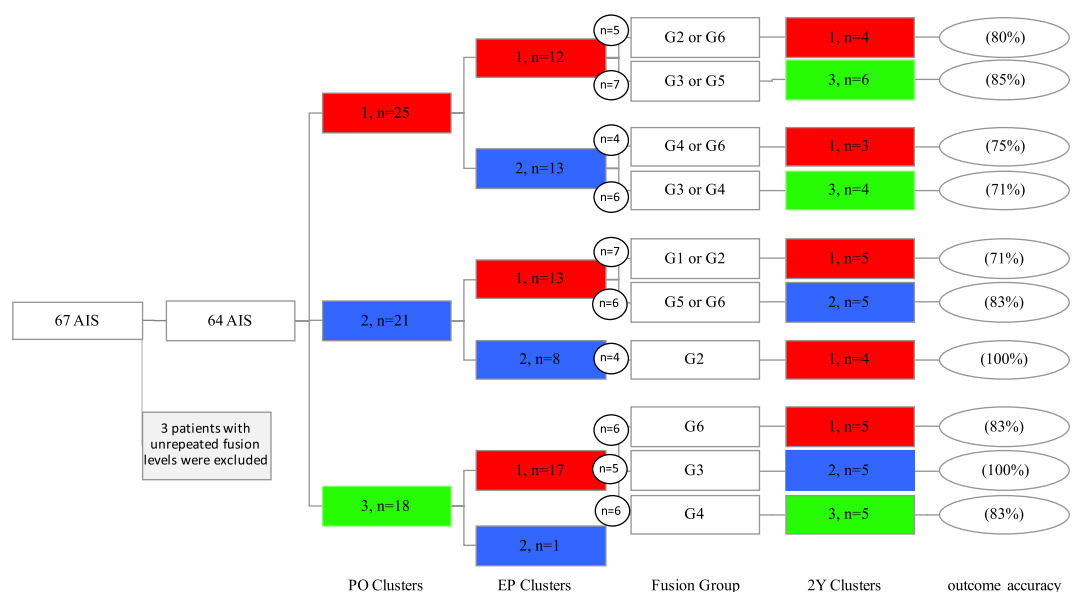 67 AIS
3 patients with
unrepeated fusion
levels were excluded
64 AIS
1, n=25
2, n=21
3, n=18
PO Clusters
1, n=12
2, n=13
1, n=13
2, n=8
1, n=17
2, n=1
EP Clusters
n=5
n=7
n=4
n=6
n=7
n=6
n=4
n=6
n=5
n=6
G2 or G6
G3 or G5
G4 or G6
G3 or G4
G1 or G2
G5 or G6
G2
G6
G3
G4
Fusion Group
1, n=4
3, n=6
1, n=3
3, n=4
1, n=5
2, n=5
1, n=4
1, n=5
2, n=5
3, n=5
2Y Clusters
(80%)
(85%)
(75%)
(71%)
(71%)
(83%)
(100%)
(83%)
(100%)
(83%)
outcome accuracy